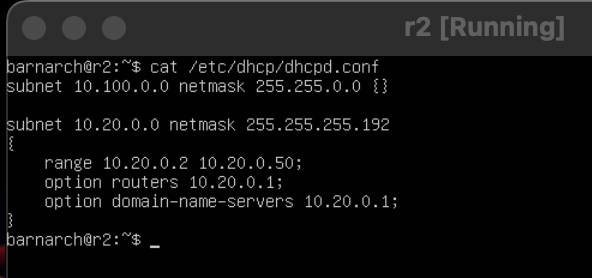 r2 [Running]
barnarch@r2:~$ cat /etc/dhcp/dhcpd.conf
subnet 10.100.0.0 netmask 255.255.0.0 {}

subnet 10.20.0.0 netmask 255.255.255.192
{
    range 10.20.0.2 10.20.0.50;
    option routers 10.20.0.1;
    option domain-name-servers 10.20.0.1;
}
barnarch@r2:~$ _